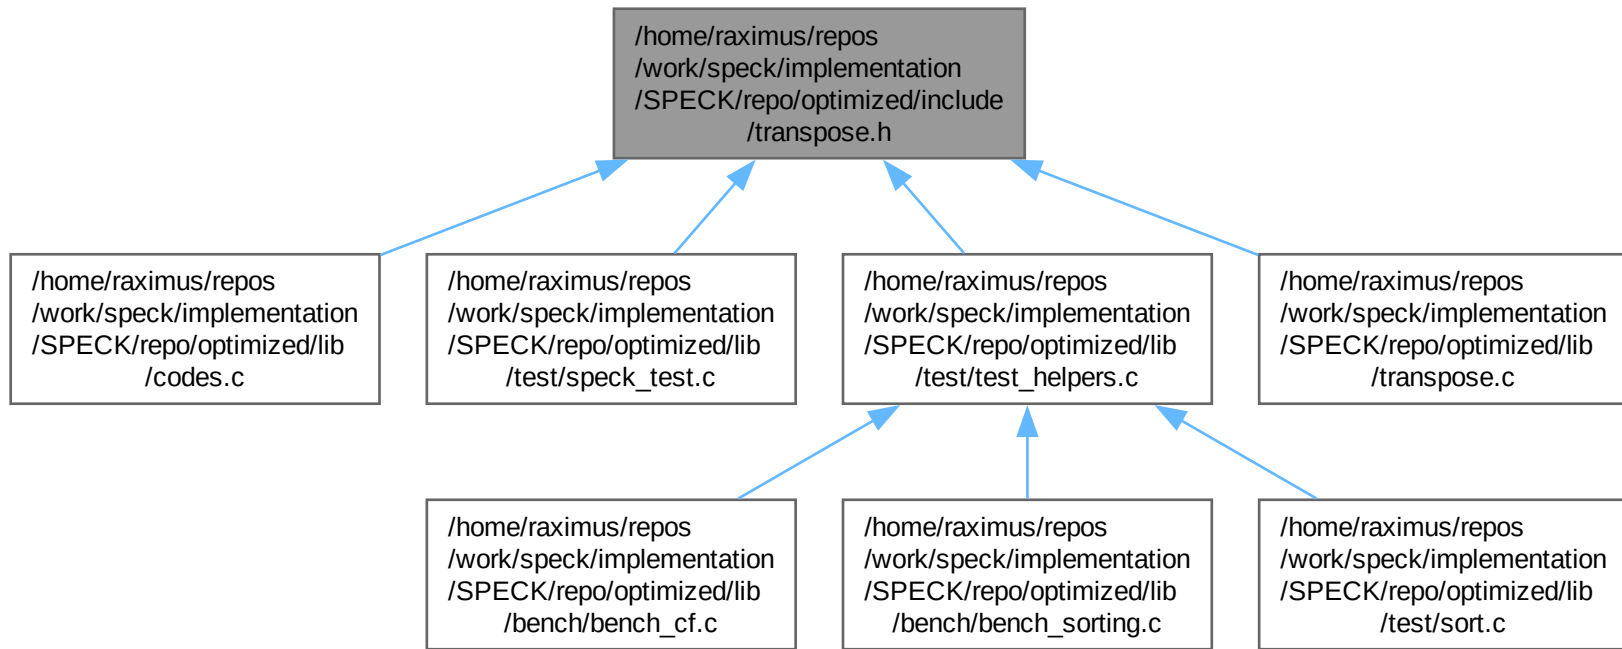 /home/raximus/repos
/work/speck/implementation
/SPECK/repo/optimized/include
/transpose.h
/home/raximus/repos
/work/speck/implementation
/SPECK/repo/optimized/lib
/codes.c
/home/raximus/repos
/work/speck/implementation
/SPECK/repo/optimized/lib
/test/speck_test.c
/home/raximus/repos
/work/speck/implementation
/SPECK/repo/optimized/lib
/test/test_helpers.c
/home/raximus/repos
/work/speck/implementation
/SPECK/repo/optimized/lib
/transpose.c
/home/raximus/repos
/work/speck/implementation
/SPECK/repo/optimized/lib
/bench/bench_cf.c
/home/raximus/repos
/work/speck/implementation
/SPECK/repo/optimized/lib
/bench/bench_sorting.c
/home/raximus/repos
/work/speck/implementation
/SPECK/repo/optimized/lib
/test/sort.c